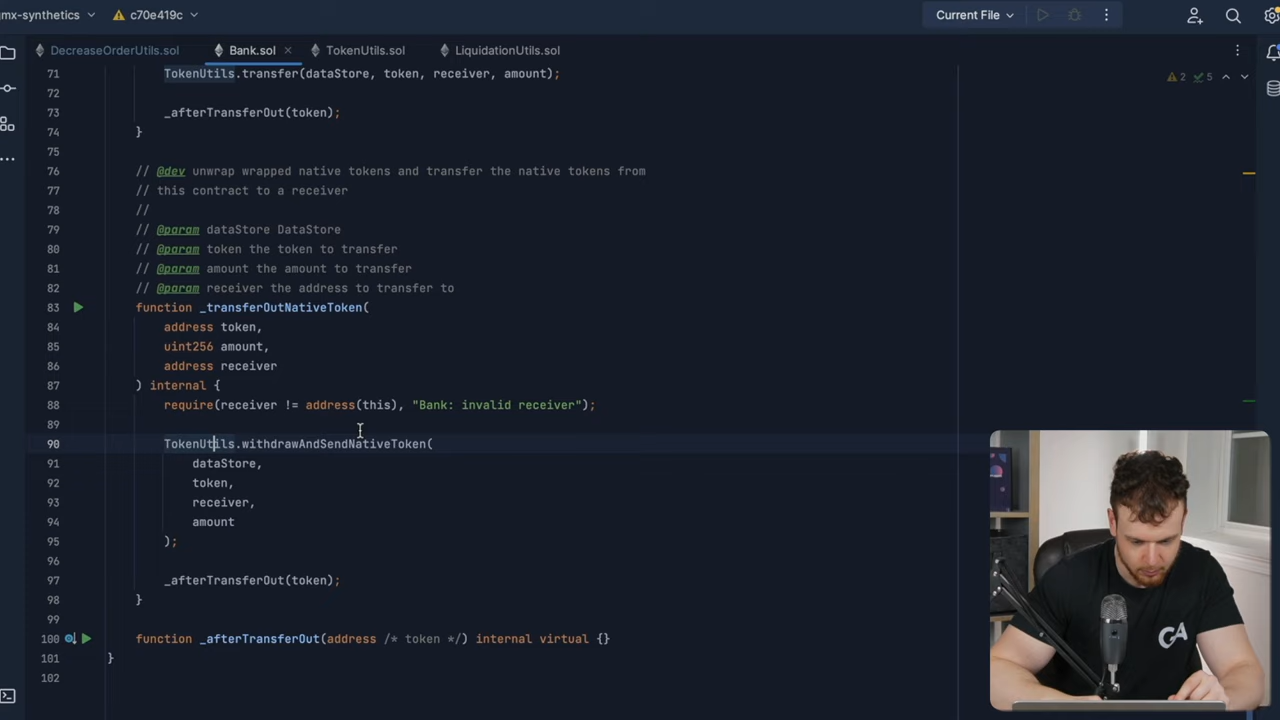 mx-synthetics
c70e419c
Current File
DecreaseOrderUtils.sol
Bank.sol
TokenUtils.sol
LiquidationUtils.sol
2 5
71 TokenUtils.transfer(dataStore, token, receiver, amount);
72
73 _afterTransferOut(token);
74 }
75
76 // @dev unwrap wrapped native tokens and transfer the native tokens from
77 // this contract to a receiver
78 //
79 // @param dataStore DataStore
80 // @param token the token to transfer
81 // @param amount the amount to transfer
82 // @param receiver the address to transfer to
83 function _transferOutNativeToken(
84 address token,
85 uint256 amount,
86 address receiver
87 ) internal {
88 require(receiver != address(this), "Bank: invalid receiver");
89
90 TokenUtils.withdrawAndSendNativeToken(
91 dataStore,
92 token,
93 receiver,
94 amount
95 );
96
97 _afterTransferOut(token);
98 }
99
100 function _afterTransferOut(address /* token */) internal virtual {}
101 }
102
GA